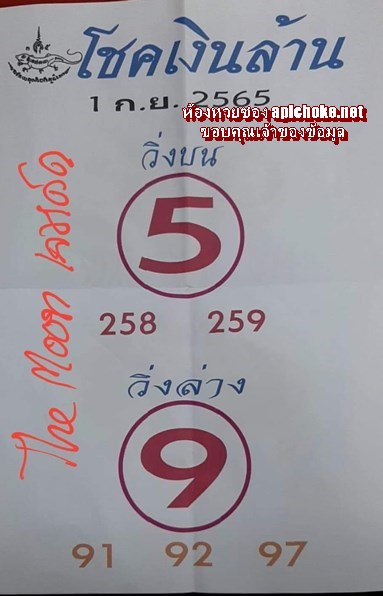 โชคเงินล้าน
1 ก.ย. 2565
ห้องหวยซอง aplchoke.net
ขอบคุณเจ้าของข้อมูล
วิ่งบน
5
258 259
วิ่งล่าง
9
91 92 97
The Moon